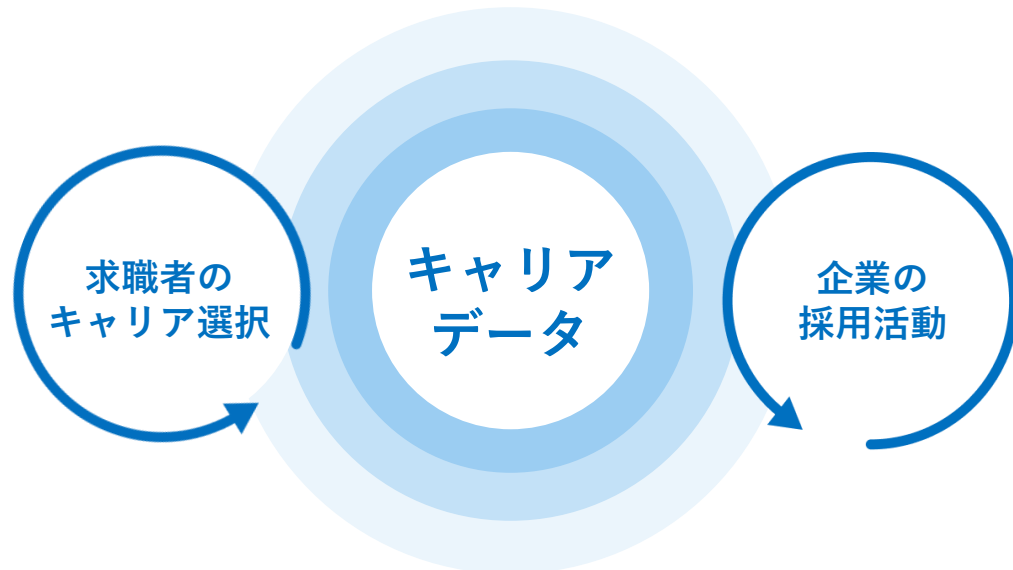 求職者の
キャリア選択
キャリア
データ
企業の
採用活動